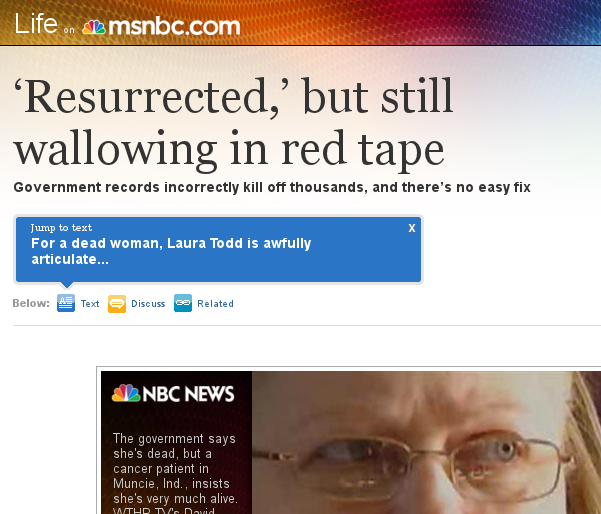 Life on msnbc.com
‘Resurrected,’ but still
wallowing in red tape
Government records incorrectly kill off thousands, and there’s no easy fix
Jump to text X
For a dead woman, Laura Todd is awfully
articulate...
Below: Text Discuss Related
NBC NEWS
The government says
she's dead, but a
cancer patient in
Muncie, Ind., insists
she's very much alive.
WTHR TV's David